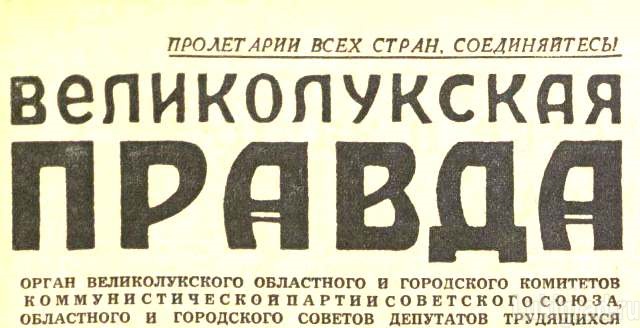 ПРОЛЕТАРИИ ВСЕХ СТРАН, СОЕДИНЯЙТЕСЬ!
ВЕЛИКОЛУКСКАЯ
ПРАВДА
ОРГАН ВЕЛИКОЛУКСКОГО ОБЛАСТНОГО И ГОРОДСКОГО КОМИТЕТОВ
КОММУНИСТИЧЕСКОЙ ПАРТИИ СОВЕТСКОГО СОЮЗА,
ОБЛАСТНОГО И ГОРОДСКОГО СОВЕТОВ ДЕПУТАТОВ ТРУДЯЩИХСЯ